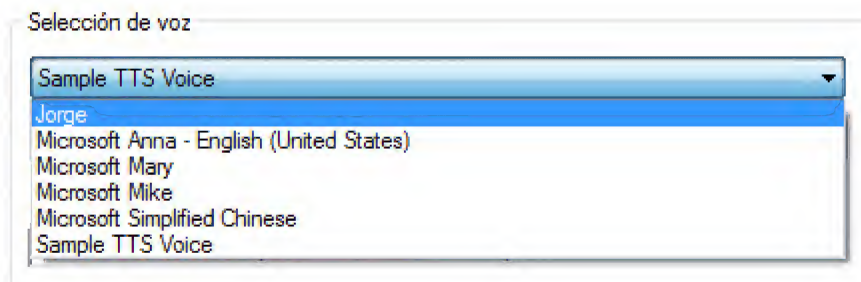 Selección de voz
Sample TTS Voice
Jorge
Microsoft Anna - English (United States)
Microsoft Mary
Microsoft Mike
Microsoft Simplified Chinese
Sample TTS Voice